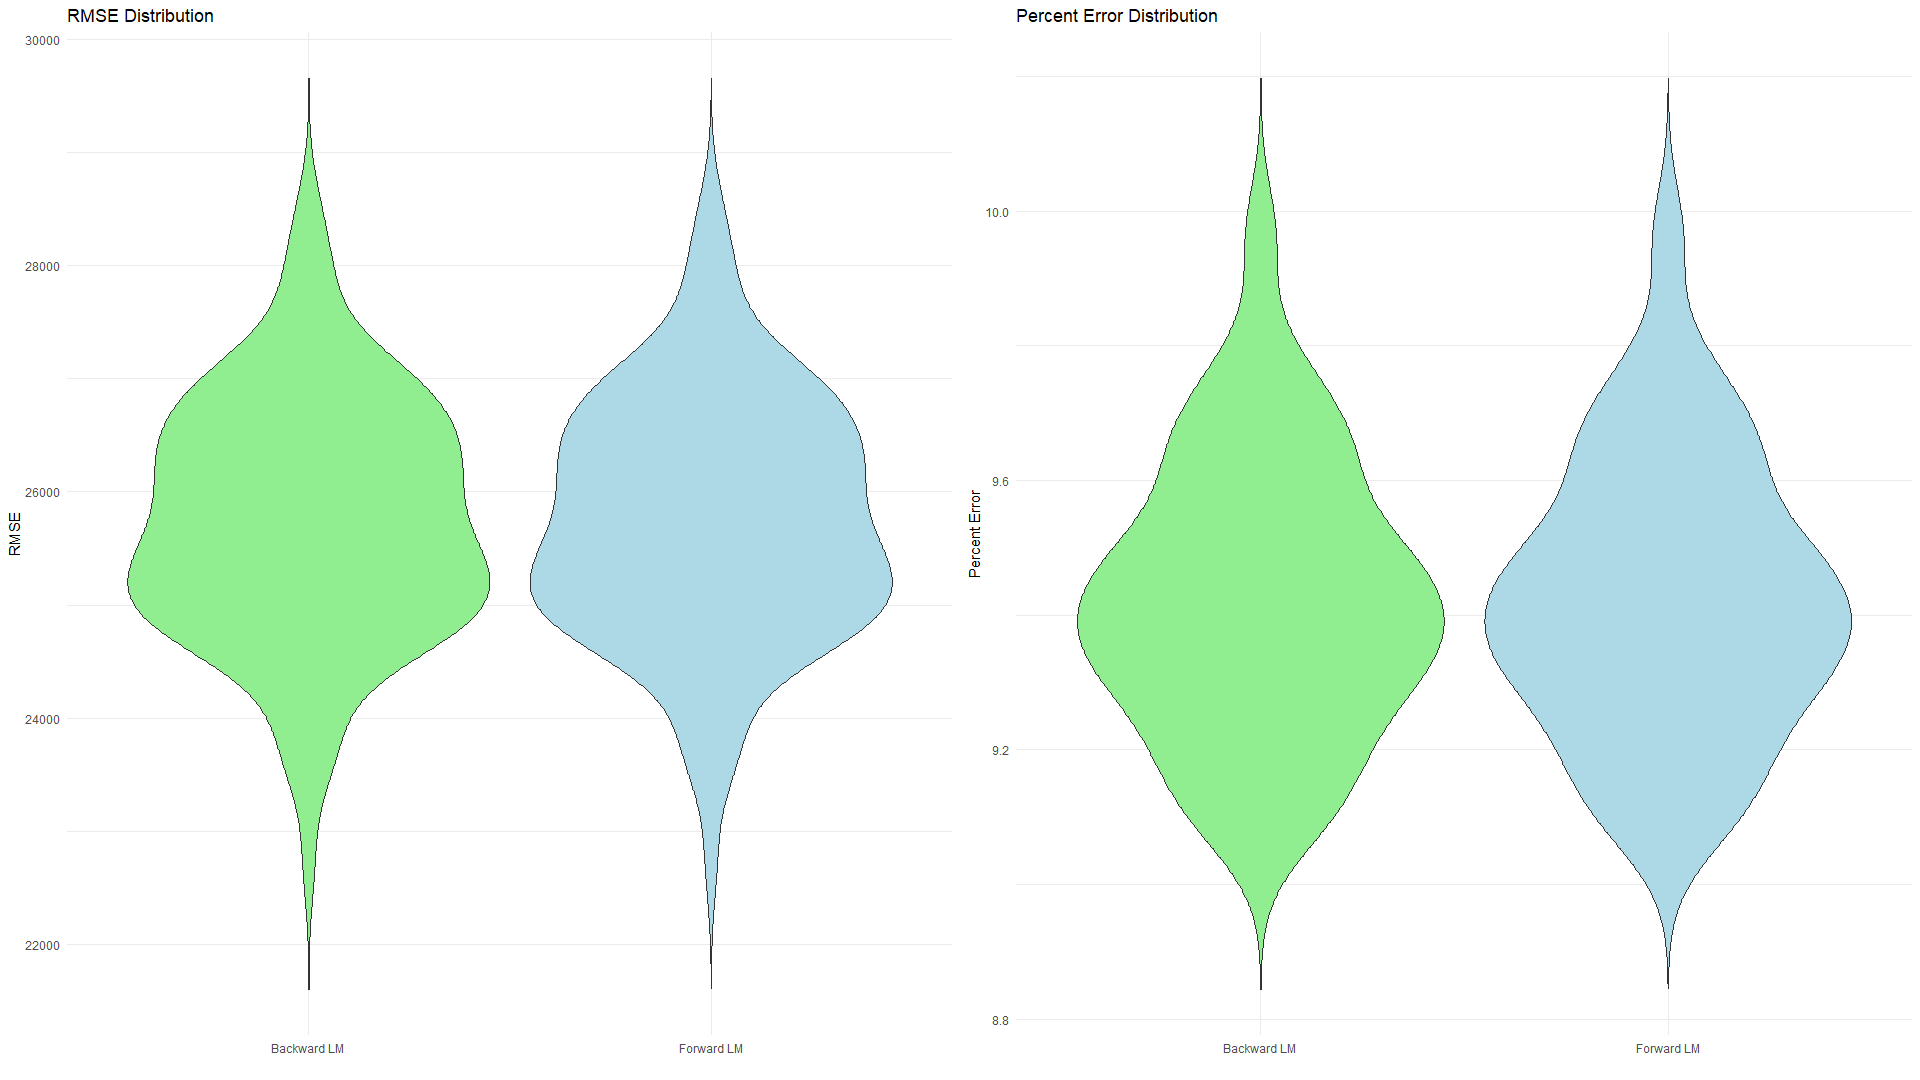 RMSE Distribution
30000
28000
26000
24000
22000
RMSE
Backward LM
Forward LM
Percent Error Distribution
10.0
9.6
9.2
8.8
Percent Error
Backward LM
Forward LM